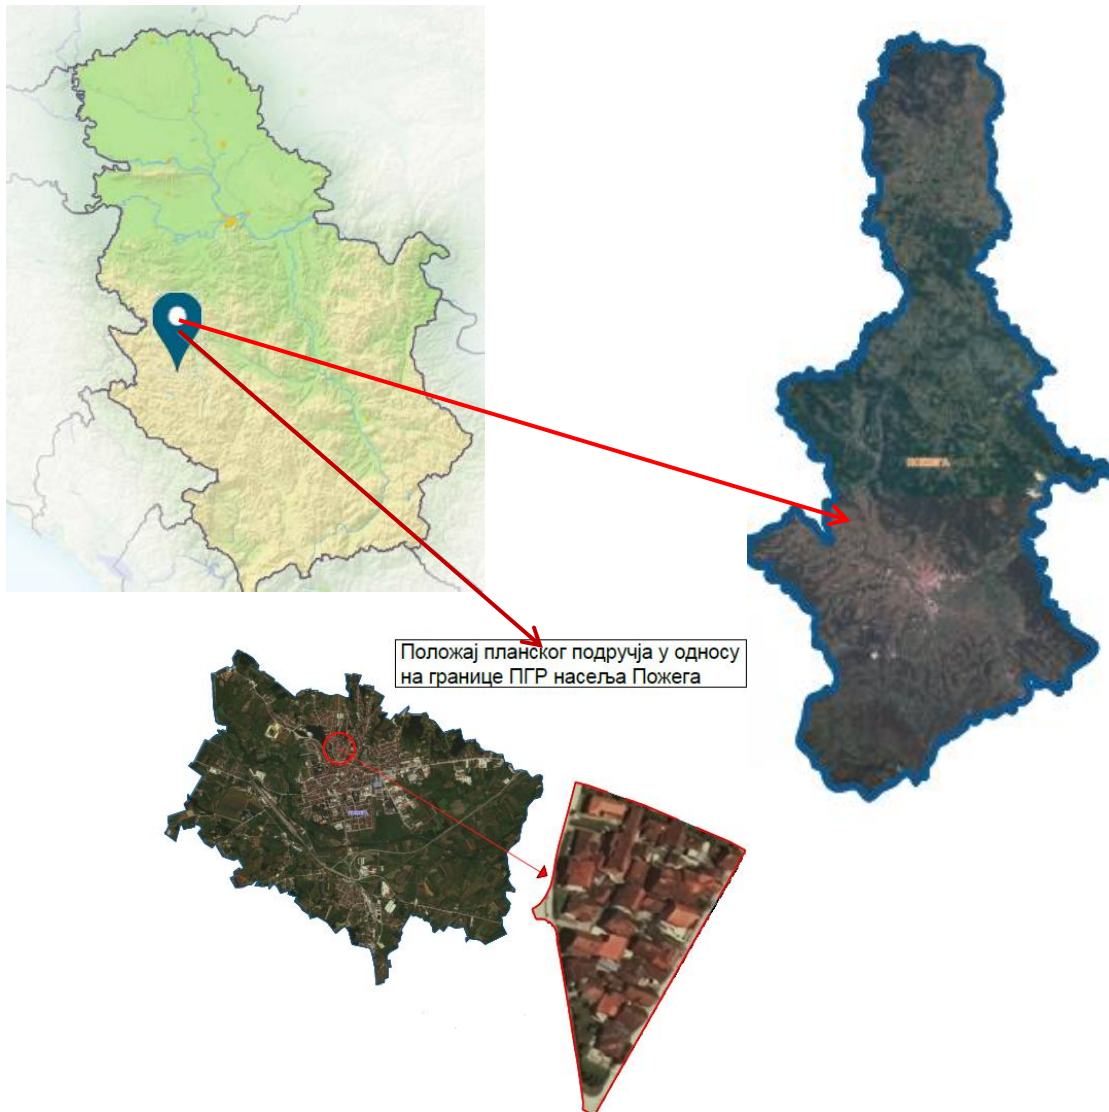 Положај планског подручја у односу
на границе ПГР насеља Пожега